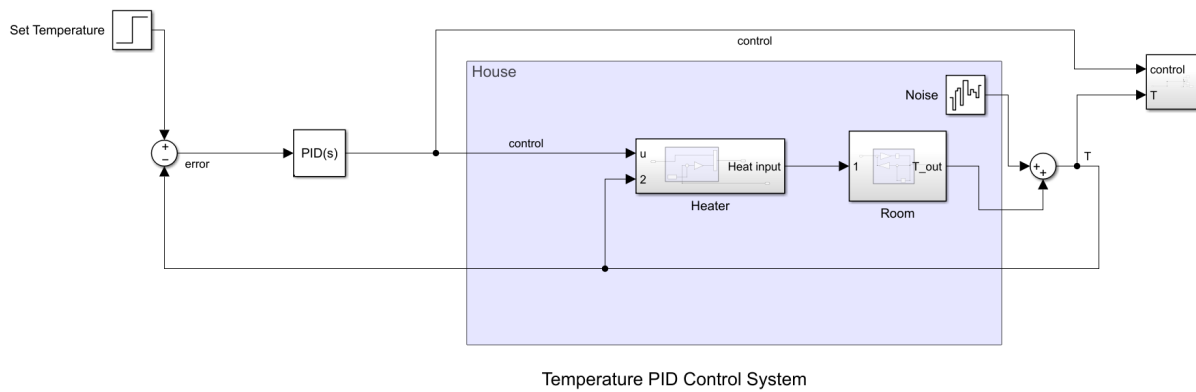 Set Temperature
control
control
T
House
Noise
+
−
error
PID(s)
control
u
2
Heat input
Heater
1
T_out
Room
+
+
T
Temperature PID Control System